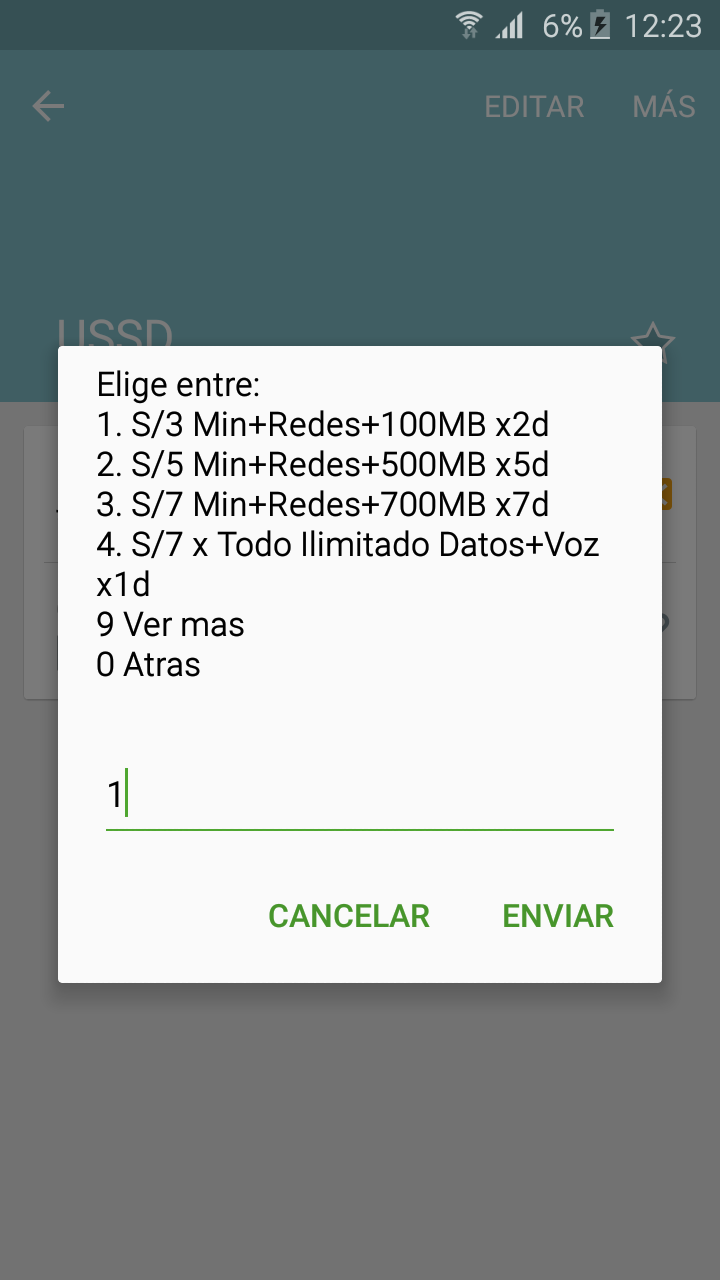 6% 12:23
EDITAR MÁS
USSD
Elige entre:
1. S/3 Min+Redes+100MB x2d
2. S/5 Min+Redes+500MB x5d
3. S/7 Min+Redes+700MB x7d
4. S/7 x Todo Ilimitado Datos+Voz
x1d
9 Ver mas
0 Atras
1
CANCELAR ENVIAR